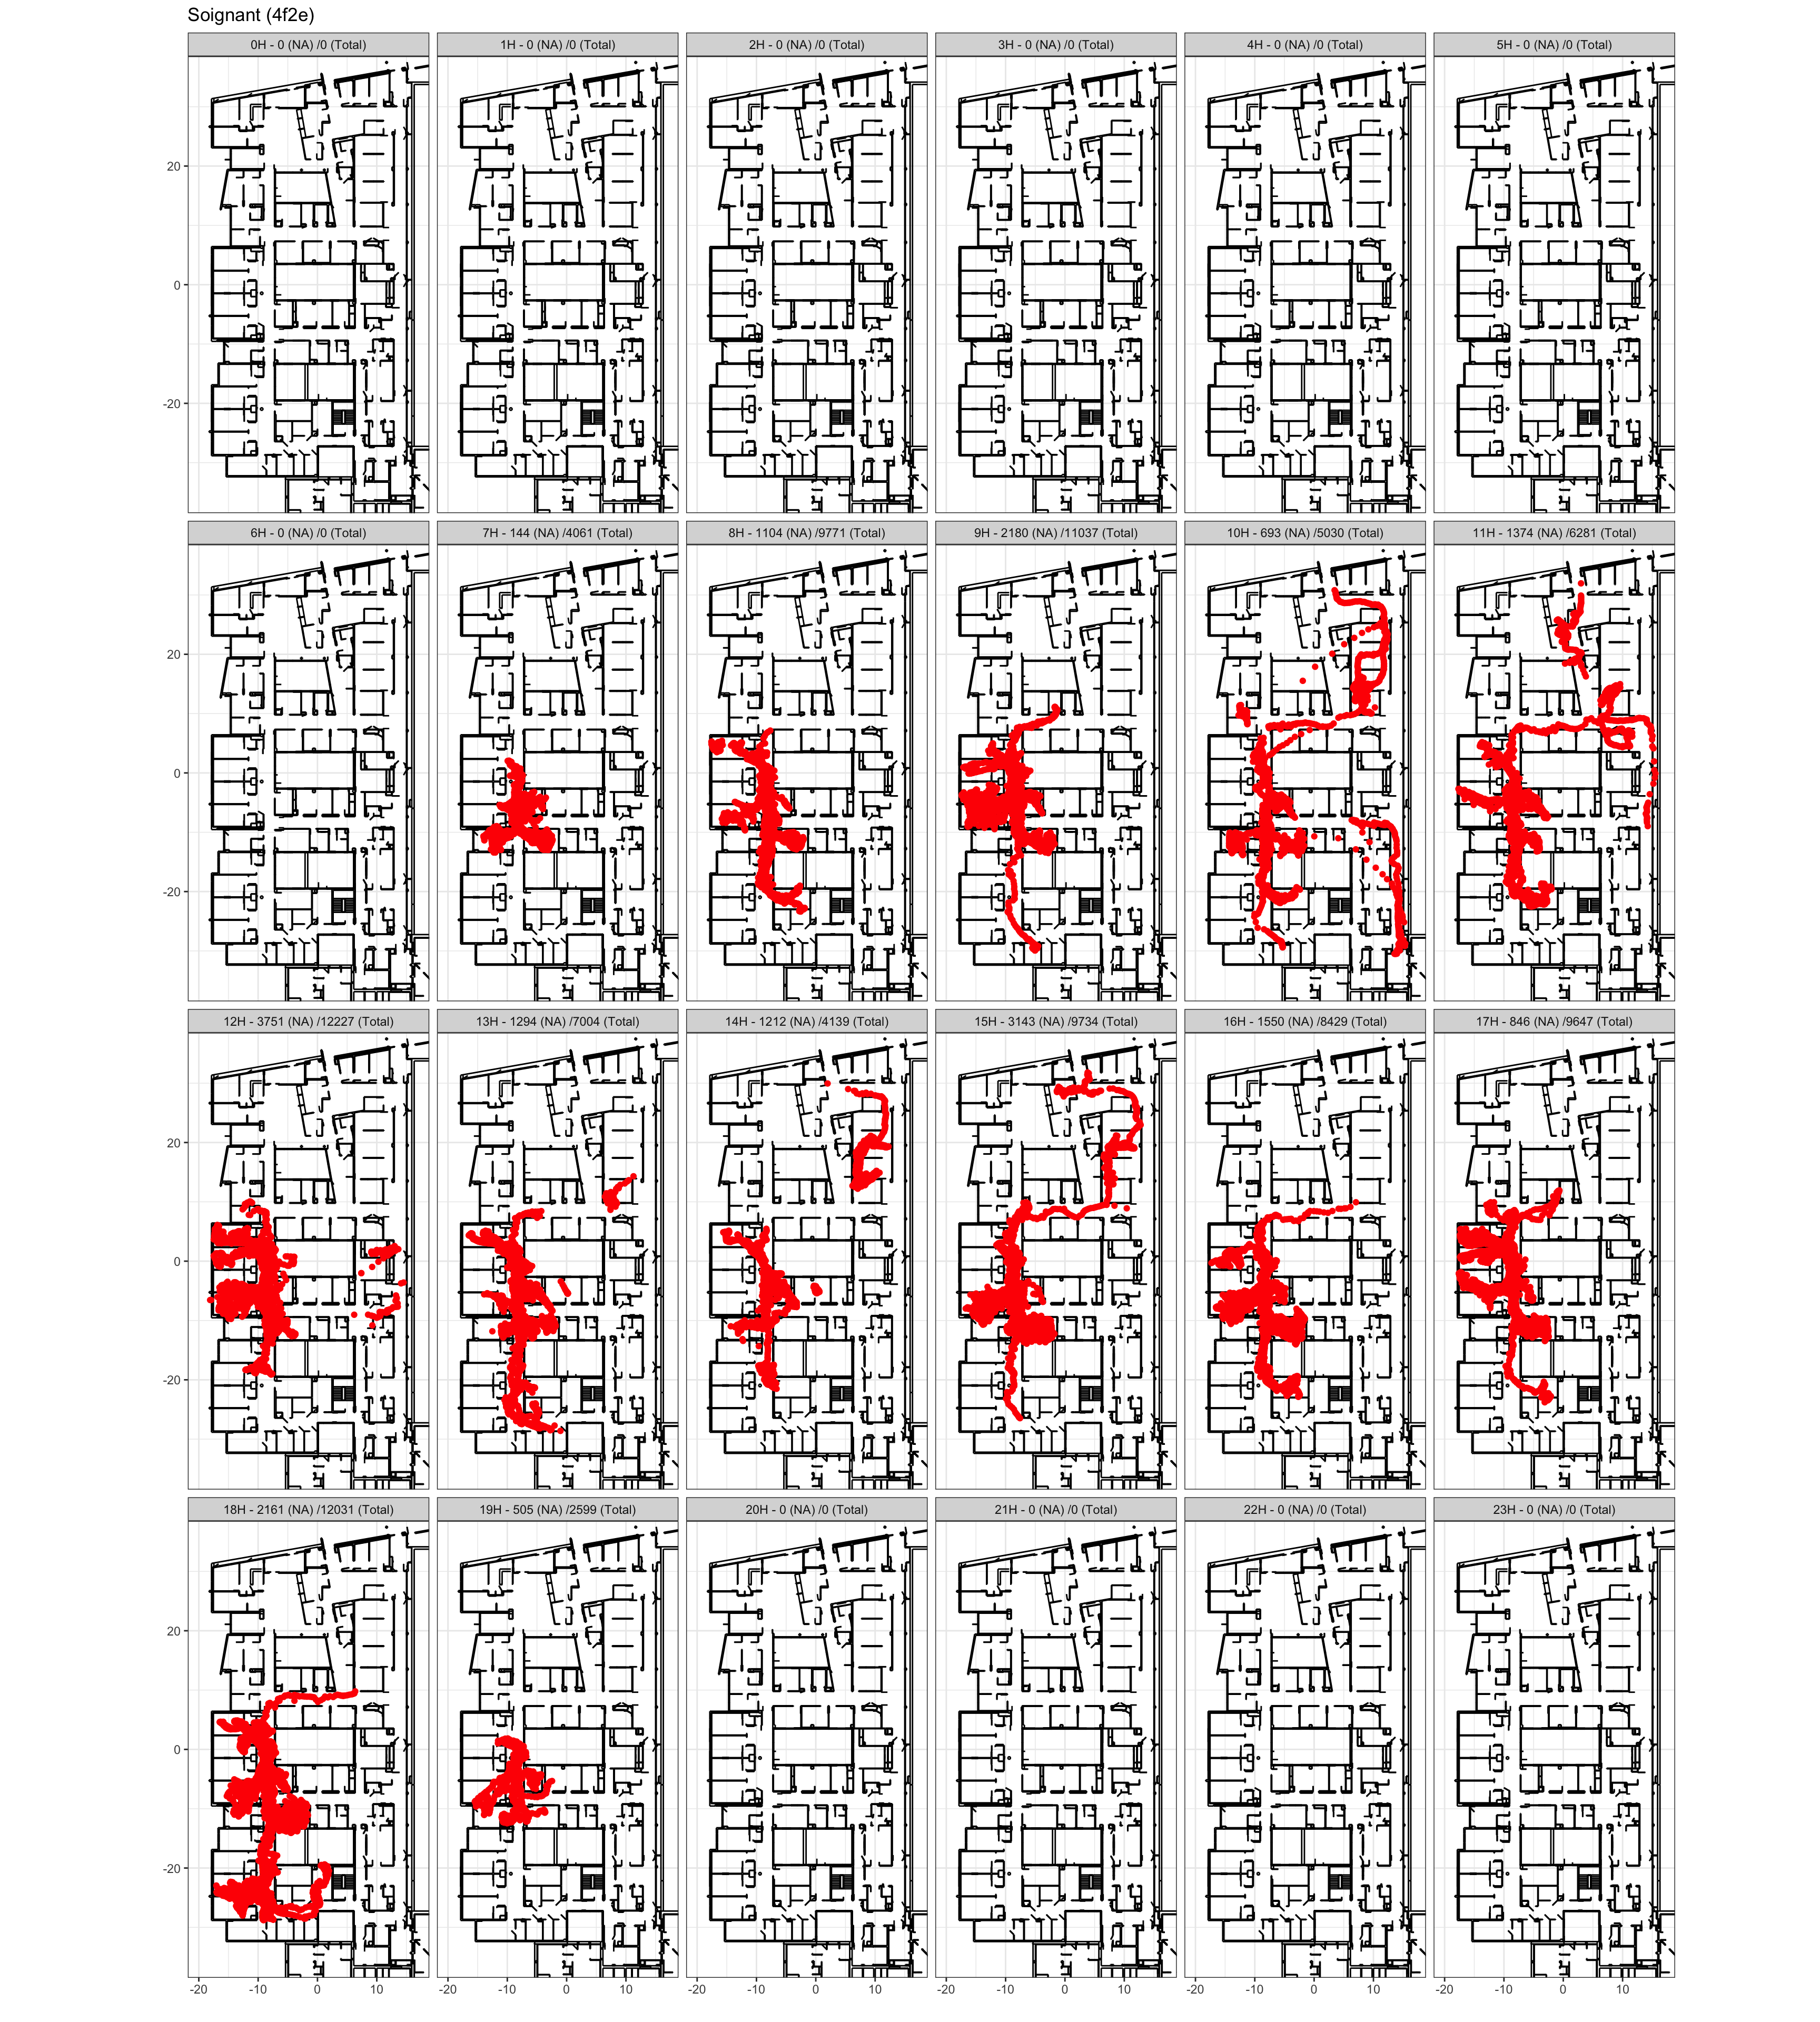 Soignant (4f2e)
0H - 0 (NA) /0 (Total) 1H - 0 (NA) /0 (Total) 2H - 0 (NA) /0 (Total) 3H - 0 (NA) /0 (Total) 4H - 0 (NA) /0 (Total) 5H - 0 (NA) /0 (Total)
20
0
-20
6H - 0 (NA) /0 (Total) 7H - 144 (NA) /4061 (Total) 8H - 1104 (NA) /9771 (Total) 9H - 2180 (NA) /11037 (Total) 10H - 693 (NA) /5030 (Total) 11H - 1374 (NA) /6281 (Total)
20
0
-20
12H - 3751 (NA) /12227 (Total) 13H - 1294 (NA) /7004 (Total) 14H - 1212 (NA) /4139 (Total) 15H - 3143 (NA) /9734 (Total) 16H - 1550 (NA) /8429 (Total) 17H - 846 (NA) /9647 (Total)
20
0
-20
18H - 2161 (NA) /12031 (Total) 19H - 505 (NA) /2599 (Total) 20H - 0 (NA) /0 (Total) 21H - 0 (NA) /0 (Total) 22H - 0 (NA) /0 (Total) 23H - 0 (NA) /0 (Total)
20
0
-20
-20 -10 0 10 -20 -10 0 10 -20 -10 0 10 -20 -10 0 10 -20 -10 0 10 -20 -10 0 10